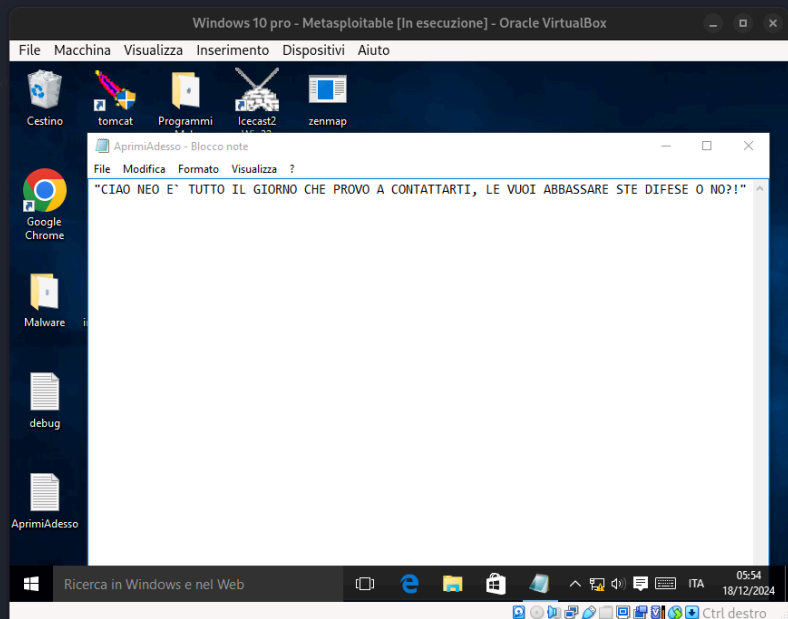 Windows 10 pro - Metasploitable [In esecuzione] - Oracle VirtualBox
File Macchina Visualizza Inserimento Dispositivi Aiuto
Cestino
tomcat
Programmi
Icecast2
zenmap
AprimiAdesso - Blocco note
File Modifica Formato Visualizza ?
"CIAO NEO E` TUTTO IL GIORNO CHE PROVO A CONTATTARTI, LE VUOI ABBASSARE STE DIFESE O NO?!"
Google
Chrome
Malware
debug
AprimiAdesso
Ricerca in Windows e nel Web
ITA
05:54
18/12/2024
Ctrl destro